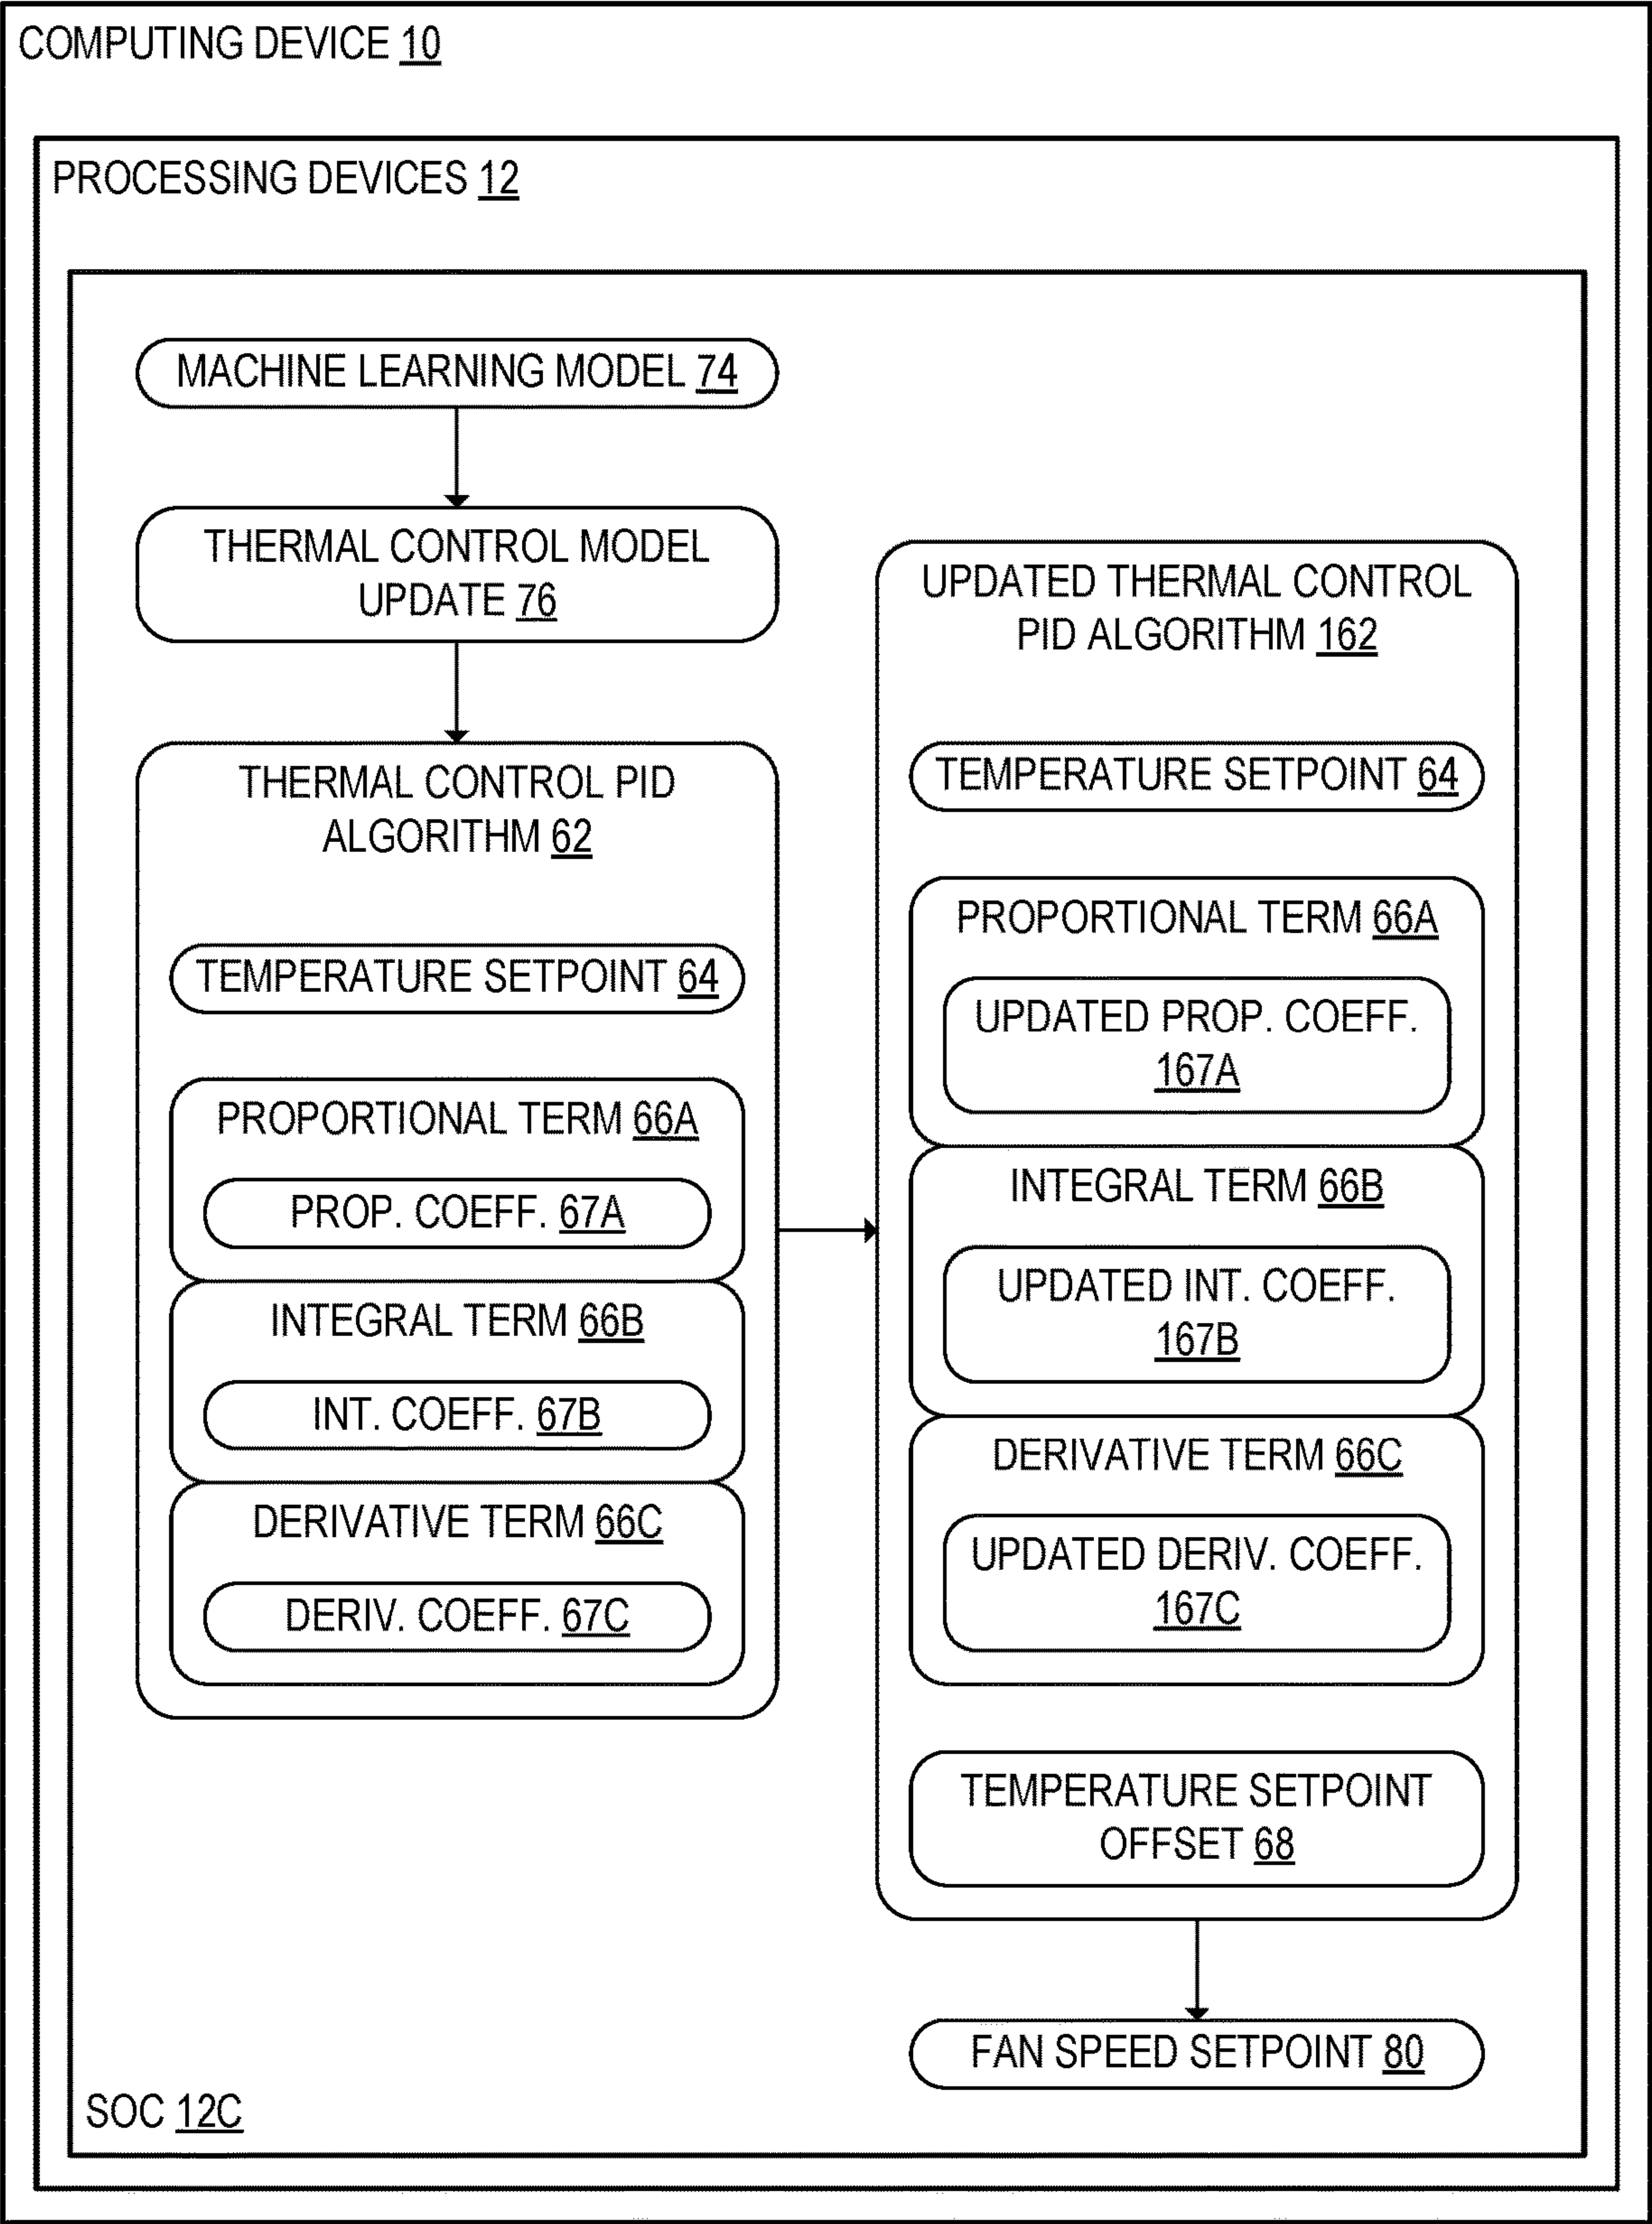 COMPUTING DEVICE 10
PROCESSING DEVICES 12
MACHINE LEARNING MODEL 74
THERMAL CONTROL MODEL
UPDATE 76
THERMAL CONTROL PID
ALGORITHM 62
TEMPERATURE SETPOINT 64
PROPORTIONAL TERM 66A
PROP. COEFF. 67A
INTEGRAL TERM 66B
INT. COEFF. 67B
DERIVATIVE TERM 66C
DERIV. COEFF. 67C
UPDATED THERMAL CONTROL
PID ALGORITHM 162
TEMPERATURE SETPOINT 64
PROPORTIONAL TERM 66A
UPDATED PROP. COEFF.
167A
INTEGRAL TERM 66B
UPDATED INT. COEFF.
167B
DERIVATIVE TERM 66C
UPDATED DERIV. COEFF.
167C
TEMPERATURE SETPOINT
OFFSET 68
FAN SPEED SETPOINT 80
SOC 12C